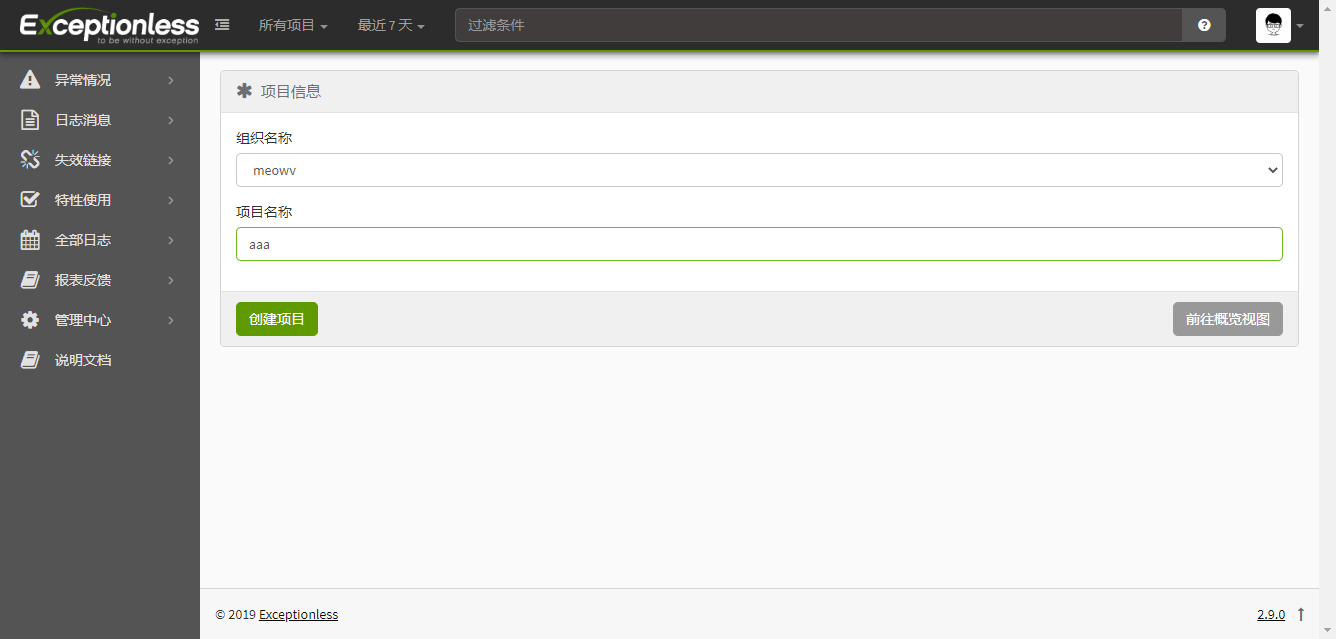 Exceptionless
to be without exception
所有项目
最近 7 天
过滤条件
异常情况
日志消息
失效链接
特性使用
全部日志
报表反馈
管理中心
说明文档
项目信息
组织名称
meowv
项目名称
aaa
创建项目
前往概览视图
© 2019 Exceptionless
2.9.0